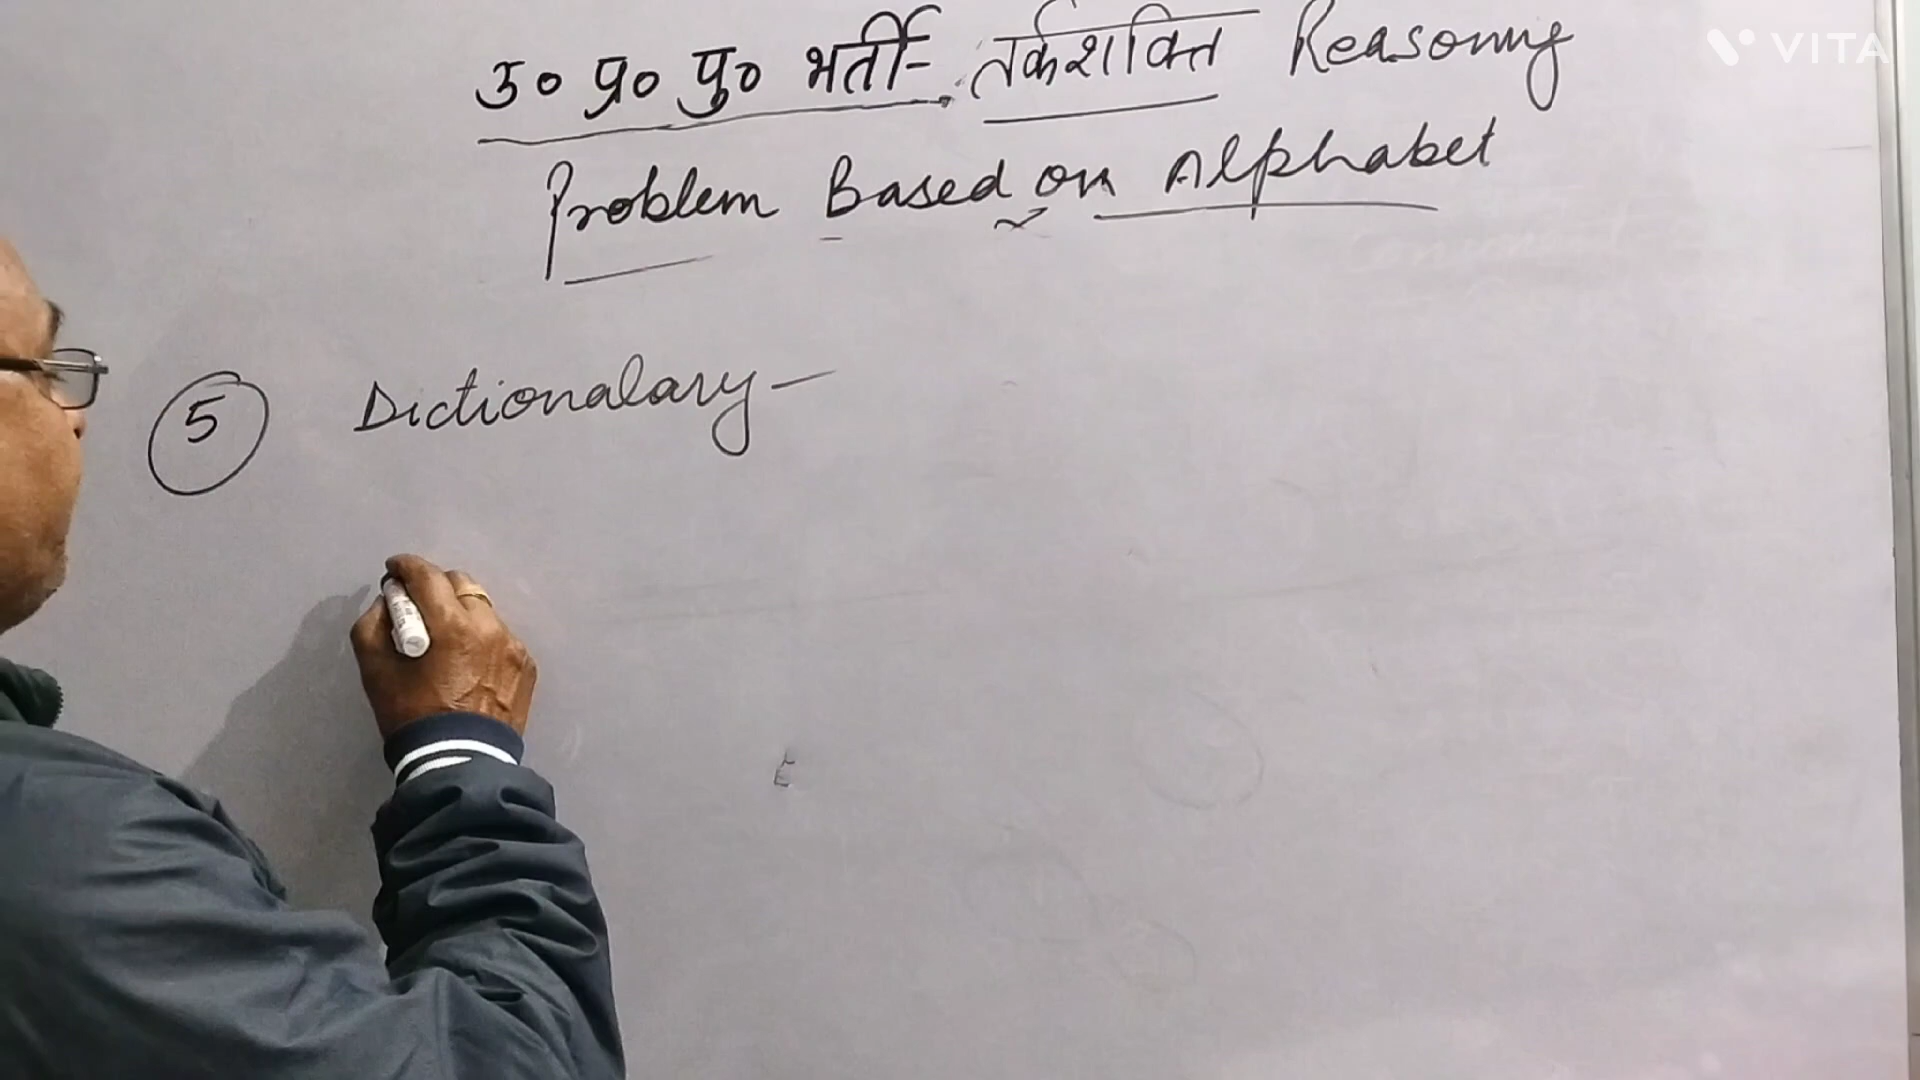 उ० प्र० पु० भर्ती- तर्कशक्ति Reasoning
VITA
Problem Based on Alphabet
5 Dictionalary-